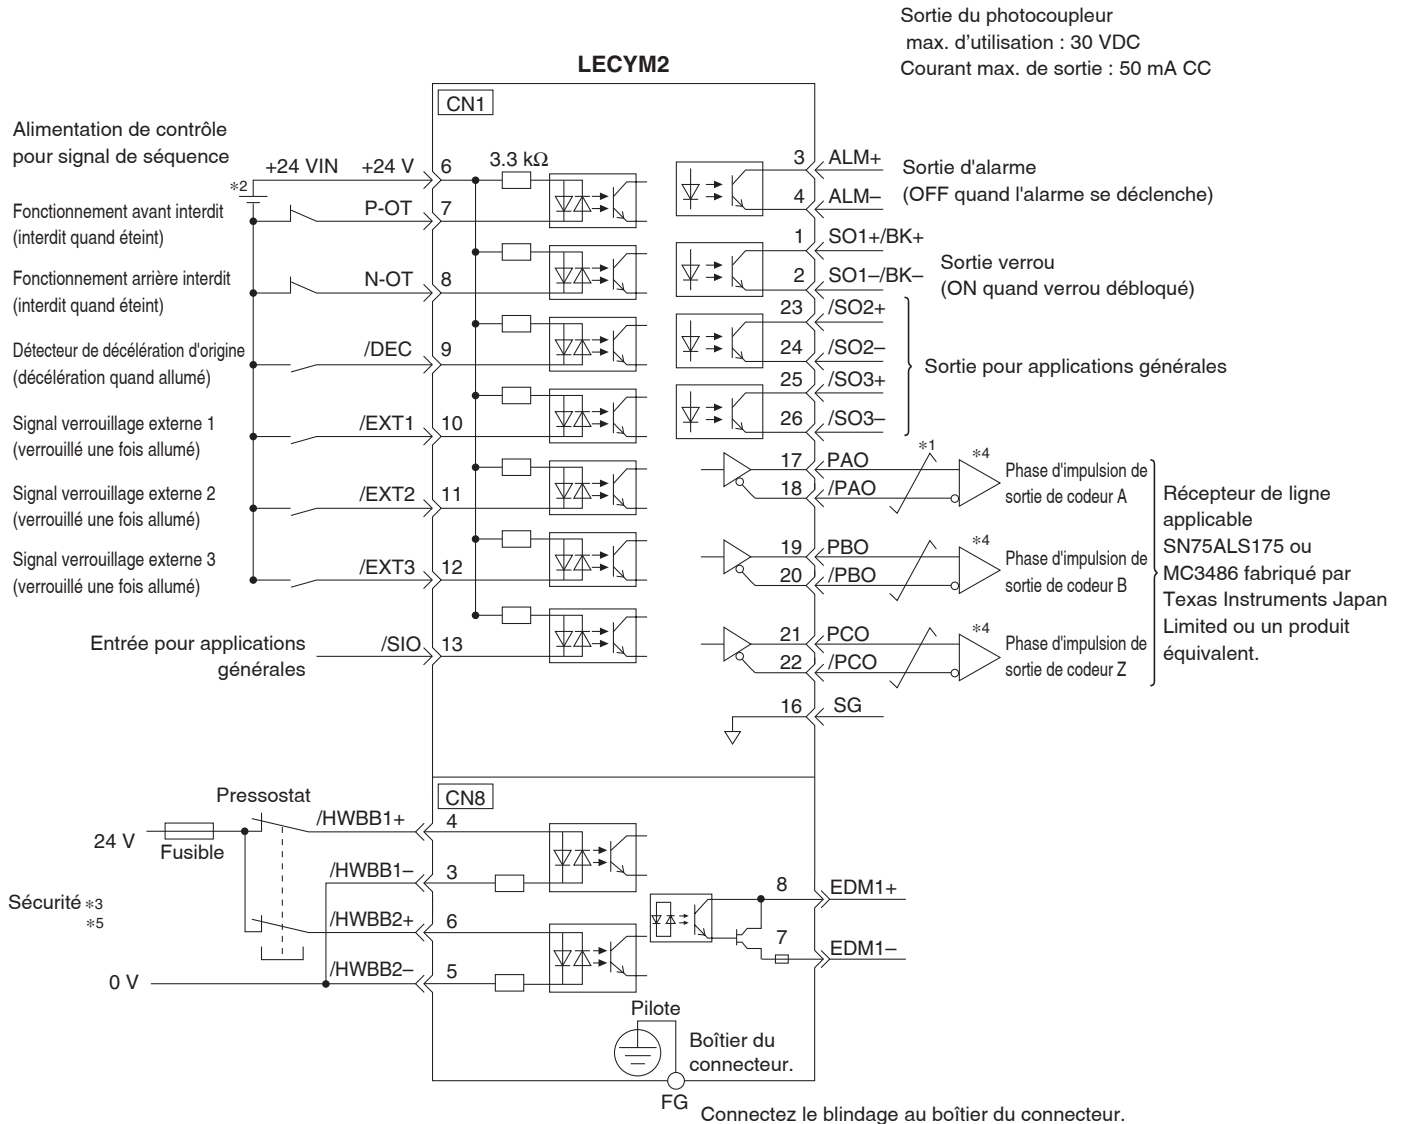 Sortie du photocoupleur
max. d'utilisation : 30 VDC
Courant max. de sortie : 50 mA CC
LECYM2
CN1
Alimentation de contrôle
pour signal de séquence
+24 VIN
+24 V
6
3.3 kΩ
*2
Fonctionnement avant interdit
(interdit quand éteint)
P-OT
7
Fonctionnement arrière interdit
(interdit quand éteint)
N-OT
8
Détecteur de décélération d'origine
(décélération quand allumé)
/DEC
9
Signal verrouillage externe 1
(verrouillé une fois allumé)
/EXT1
10
Signal verrouillage externe 2
(verrouillé une fois allumé)
/EXT2
11
Signal verrouillage externe 3
(verrouillé une fois allumé)
/EXT3
12
Entrée pour applications
générales
/SIO
13
3
ALM+
4
ALM–
Sortie d'alarme
(OFF quand l'alarme se déclenche)
1
SO1+/BK+
2
SO1–/BK–
Sortie verrou
(ON quand verrou débloqué)
23
/SO2+
24
/SO2–
25
/SO3+
26
/SO3–
Sortie pour applications générales
17
PAO
18
/PAO
*1
*4
Phase d'impulsion de
sortie de codeur A
19
PBO
20
/PBO
*4
Phase d'impulsion de
sortie de codeur B
21
PCO
22
/PCO
*4
Phase d'impulsion de
sortie de codeur Z
Récepteur de ligne
applicable
SN75ALS175 ou
MC3486 fabriqué par
Texas Instruments Japan
Limited ou un produit
équivalent.
16
SG
CN8
Pressostat
24 V
Fusible
/HWBB1+
4
/HWBB1–
3
Sécurité *3
*5
/HWBB2+
6
/HWBB2–
5
0 V
8
EDM1+
7
EDM1–
Pilote
Boîtier du
connecteur.
FG
Connectez le blindage au boîtier du connecteur.